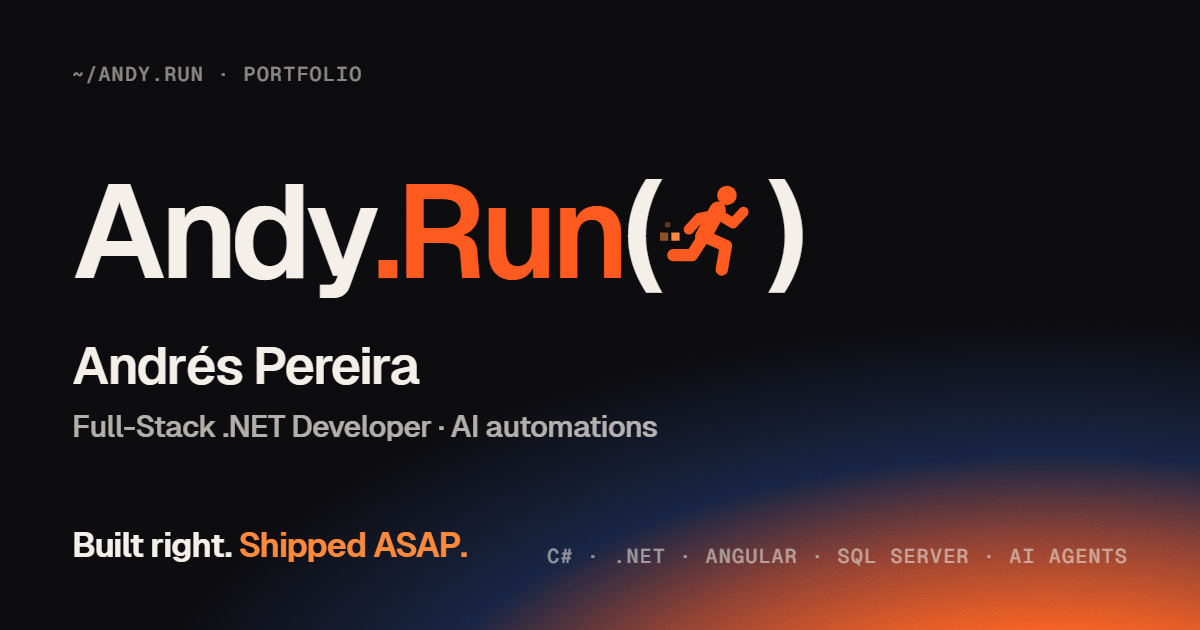 ~/ANDY.RUN · PORTFOLIO
Andy.Run()
Andrés Pereira
Full-Stack .NET Developer · AI automations
Built right. Shipped ASAP.
C# · .NET · ANGULAR · SQL SERVER · AI AGENTS